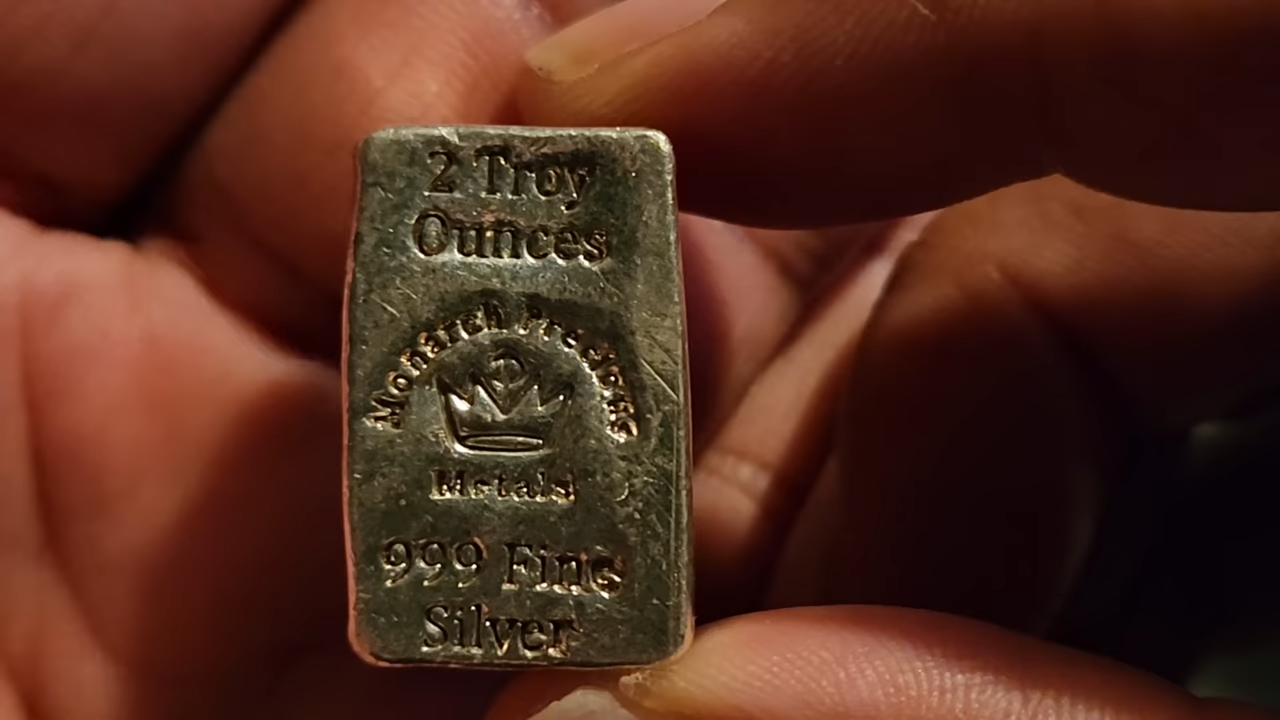 2 Troy
Ounces
Monarch Precious
Metals
999 Fine
Silver